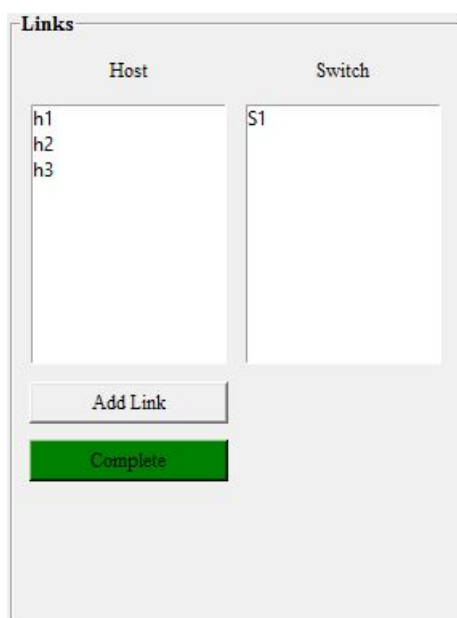 Links
Host Switch
h1 S1
h2
h3
Add Link
Complete